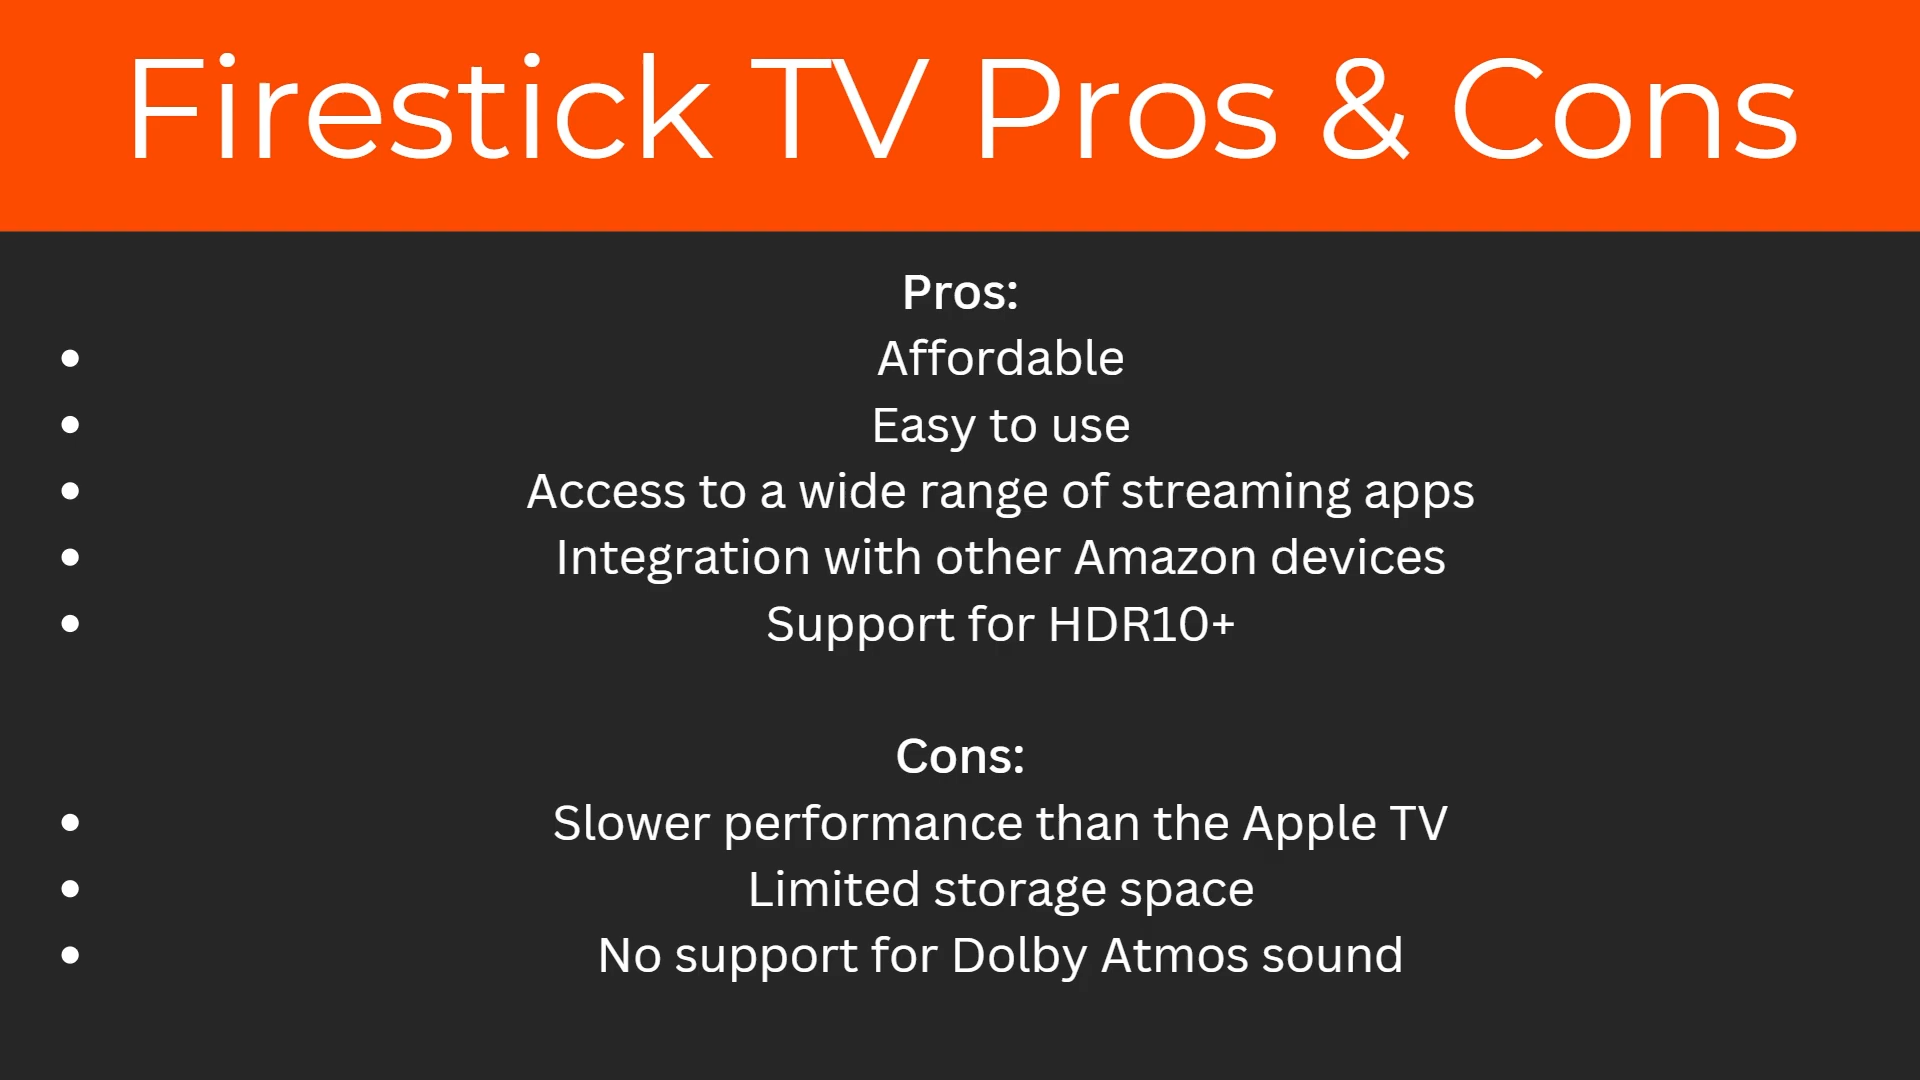 Firestick TV Pros & Cons
Pros:
• Affordable
• Easy to use
• Access to a wide range of streaming apps
• Integration with other Amazon devices
• Support for HDR10+
Cons:
• Slower performance than the Apple TV
• Limited storage space
• No support for Dolby Atmos sound